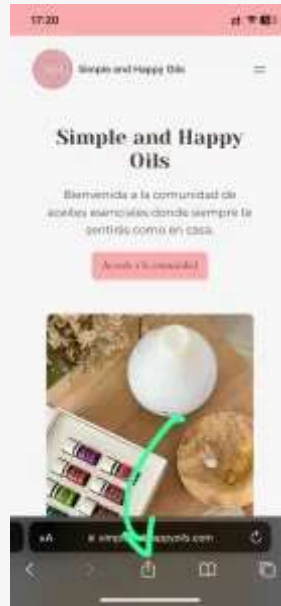 17:20
Simple and Happy Oils
Simple and Happy
Oils
Bienvenida a la comunidad de
aceites esenciales donde siempre te
sentirás como en casa.
Accede a la comunidad
AA